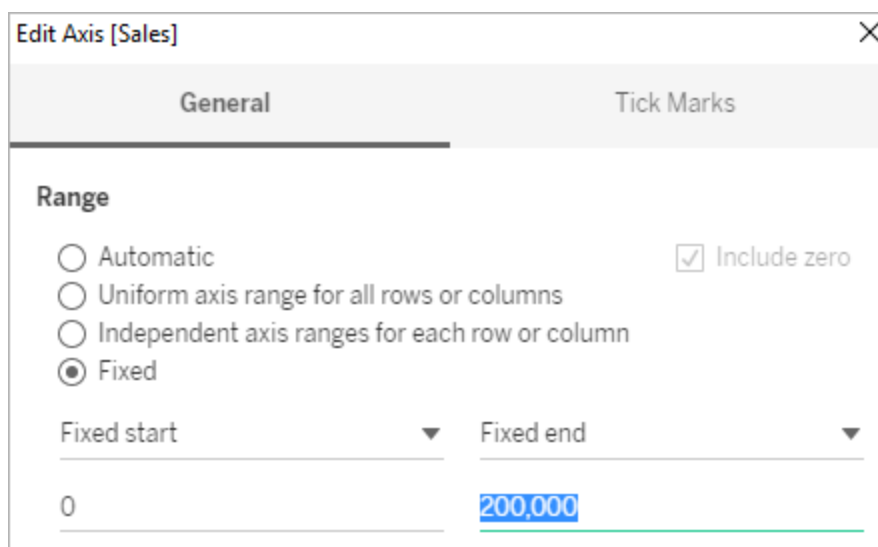 Edit Axis [Sales]
General Tick Marks
Range
Automatic Include zero
Uniform axis range for all rows or columns
Independent axis ranges for each row or column
Fixed
Fixed start Fixed end
0 200,000